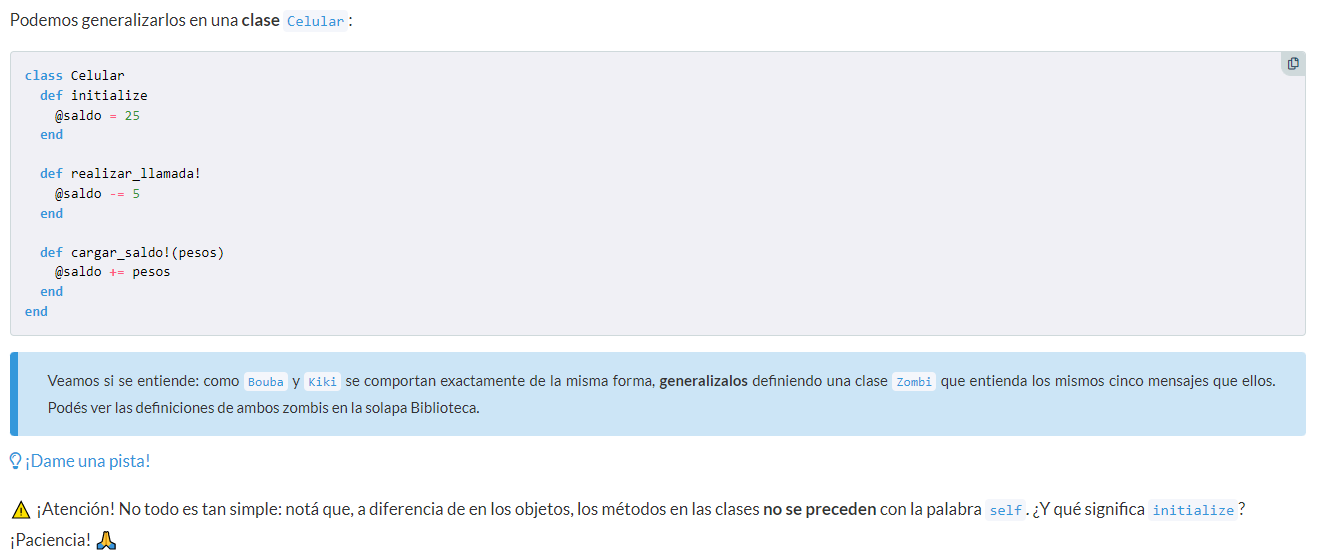 Podemos generalizarlos en una clase Celular:
class Celular
  def initialize
    @saldo = 25
  end

  def realizar_llamada!
    @saldo -= 5
  end

  def cargar_saldo!(pesos)
    @saldo += pesos
  end
end
Veamos si se entiende: como Bouba y Kiki se comportan exactamente de la misma forma, generalizalos definiendo una clase Zombi que entienda los mismos cinco mensajes que ellos.
Podés ver las definiciones de ambos zombis en la solapa Biblioteca.
¡Dame una pista!
¡Atención! No todo es tan simple: notá que, a diferencia de en los objetos, los métodos en las clases no se preceden con la palabra self. ¿Y qué significa initialize?
¡Paciencia!